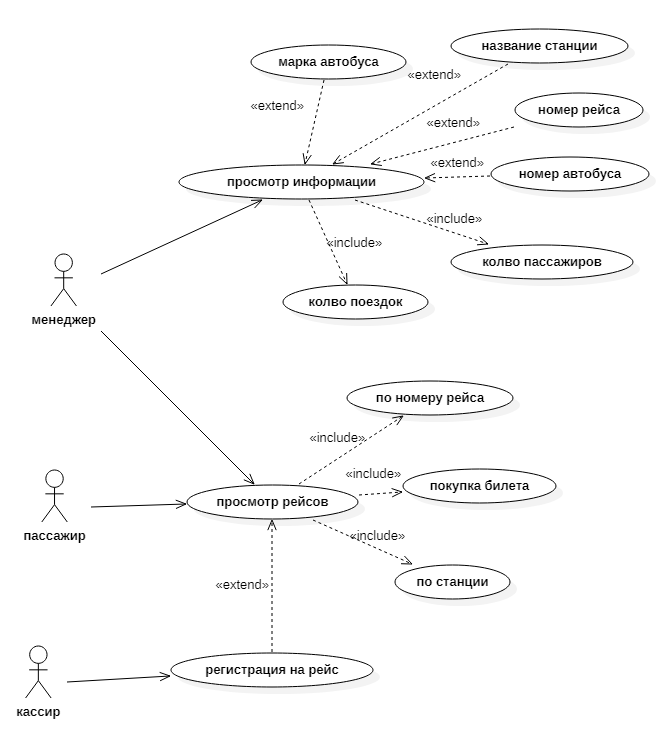 название станции
марка автобуса
«extend»
«extend»
номер рейса
«extend»
«extend»
номер автобуса
просмотр информации
«include»
«include»
колво пассажиров
колво поездок
менеджер
по номеру рейса
«include»
«include»
покупка билета
просмотр рейсов
пассажир
«include»
по станции
«extend»
регистрация на рейс
кассир